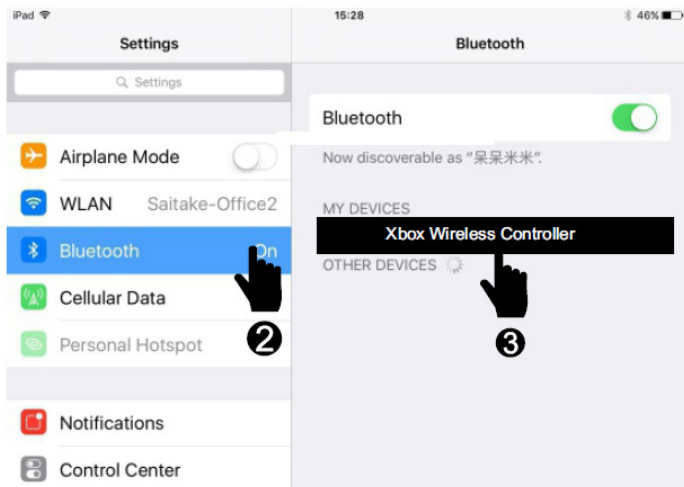 iPad 15:28 46%
Settings Bluetooth
Settings
Bluetooth
Airplane Mode
Now discoverable as “呆呆米米”.
WLAN Saitake-Office2
MY DEVICES
Xbox Wireless Controller
Bluetooth On
OTHER DEVICES
Cellular Data
Personal Hotspot
2
3
Notifications
Control Center